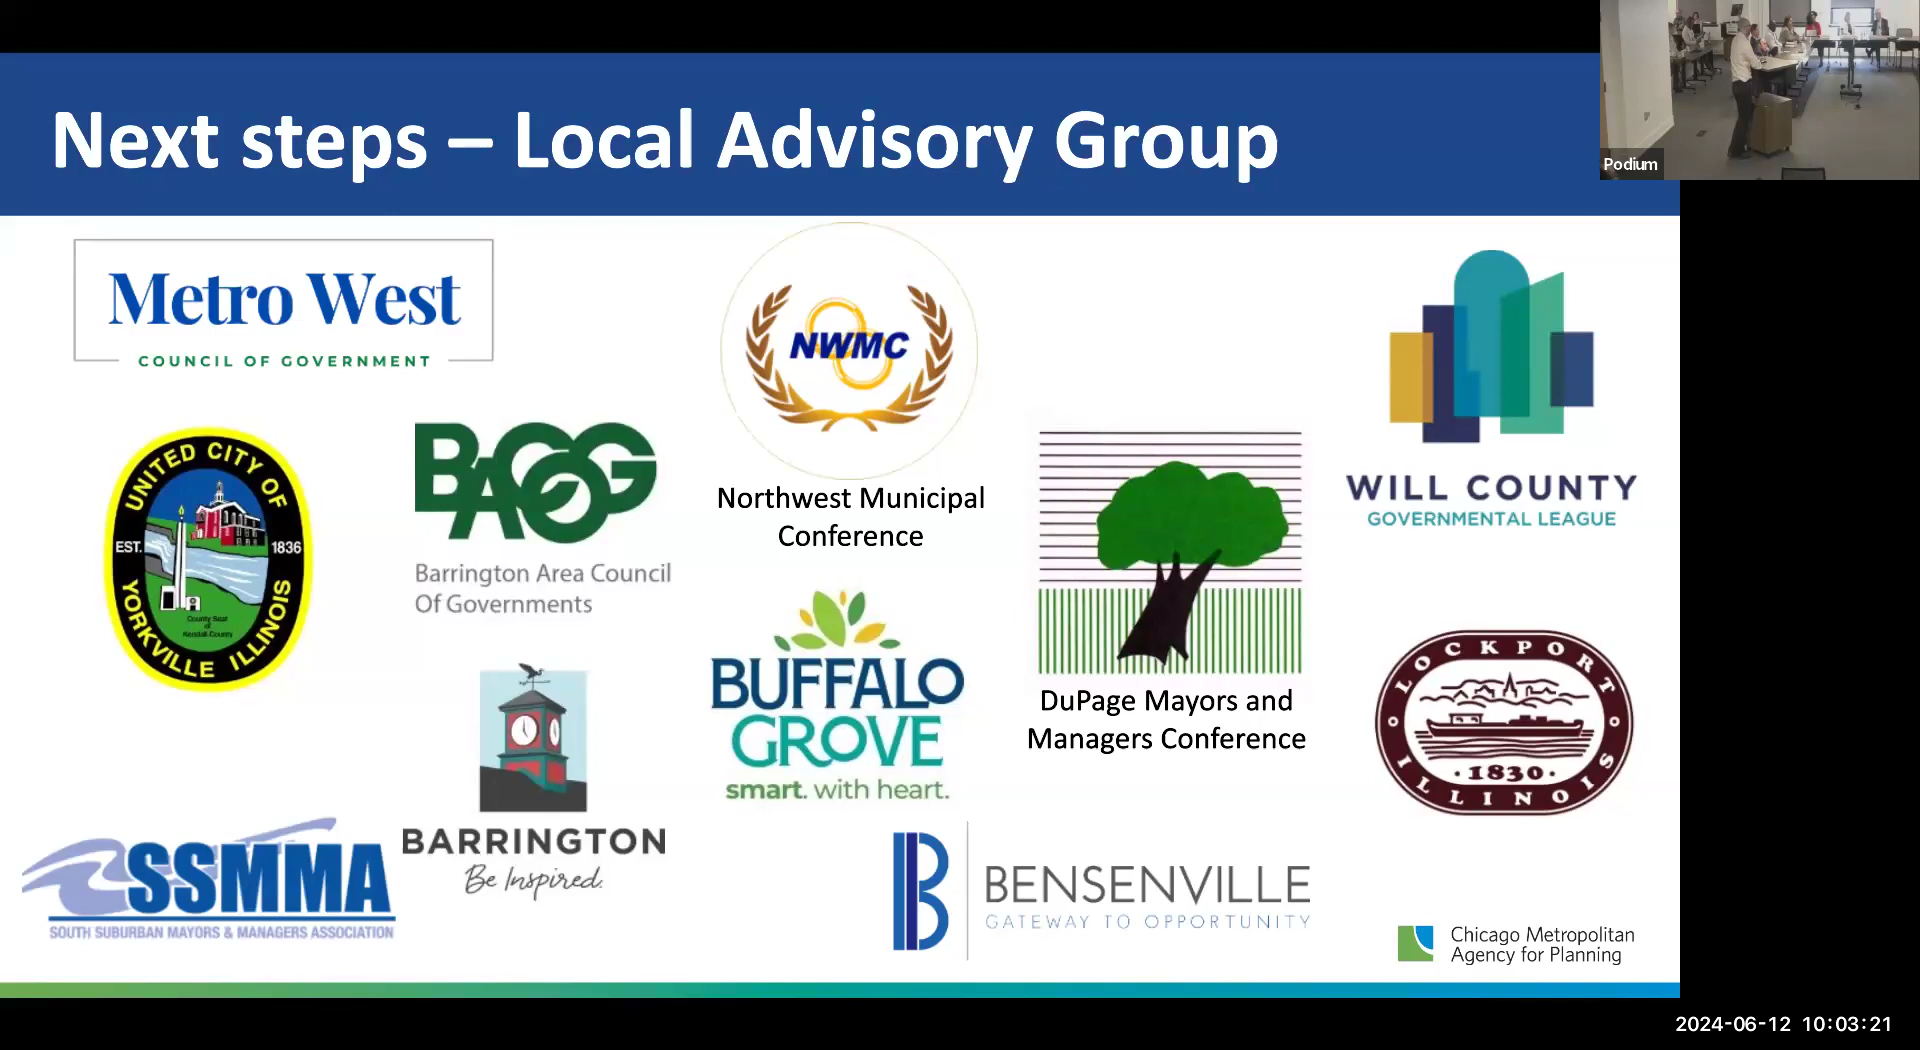 Next steps – Local Advisory Group
Podium
Metro West
COUNCIL OF GOVERNMENT
NWMC
Northwest Municipal
Conference
WILL COUNTY
GOVERNMENTAL LEAGUE
UNITED CITY OF
EST. 1836
County Seat
of
Kendall County
YORKVILLE ILLINOIS
BACOG
Barrington Area Council
Of Governments
BUFFALO
GROVE
smart. with heart.
DuPage Mayors and
Managers Conference
LOCKPORT
·1830·
ILLINOIS
BARRINGTON
Be Inspired.
SSMMA
SOUTH SUBURBAN MAYORS & MANAGERS ASSOCIATION
B
BENSENVILLE
GATEWAY TO OPPORTUNITY
Chicago Metropolitan
Agency for Planning
2024-06-12 10:03:21